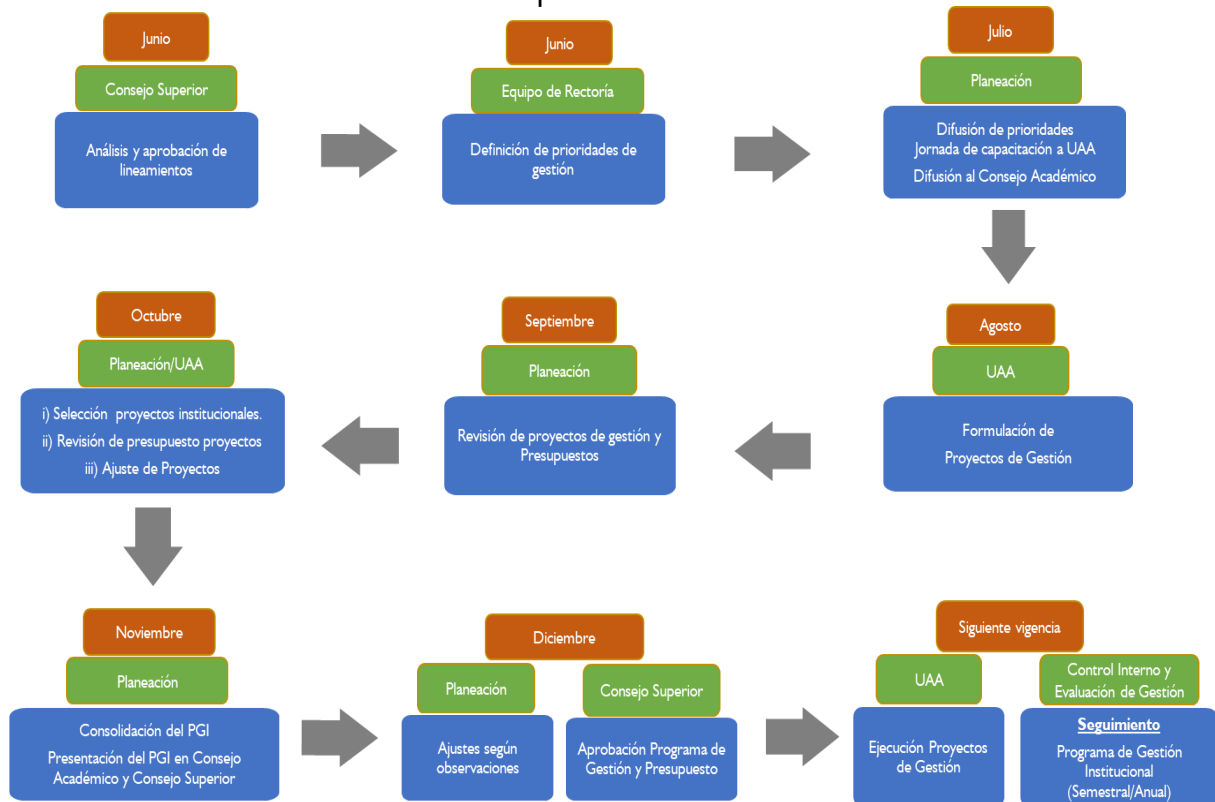 Junio
Consejo Superior
Análisis y aprobación de
lineamientos
Junio
Equipo de Rectoría
Definición de prioridades de
gestión
Julio
Planeación
Difusión de prioridades
Jornada de capacitación a UAA
Difusión al Consejo Académico
Agosto
UAA
Formulación de
Proyectos de Gestión
Septiembre
Planeación
Revisión de proyectos de gestión y
Presupuestos
Octubre
Planeación/UAA
i) Selección proyectos institucionales.
ii) Revisión de presupuesto proyectos
iii) Ajuste de Proyectos
Noviembre
Planeación
Consolidación del PGI
Presentación del PGI en Consejo
Académico y Consejo Superior
Diciembre
Planeación
Ajustes según
observaciones
Consejo Superior
Aprobación Programa de
Gestión y Presupuesto
Siguiente vigencia
UAA
Ejecución Proyectos
de Gestión
Control Interno y
Evaluación de Gestión
Seguimiento
Programa de Gestión
Institucional
(Semestral/Anual)